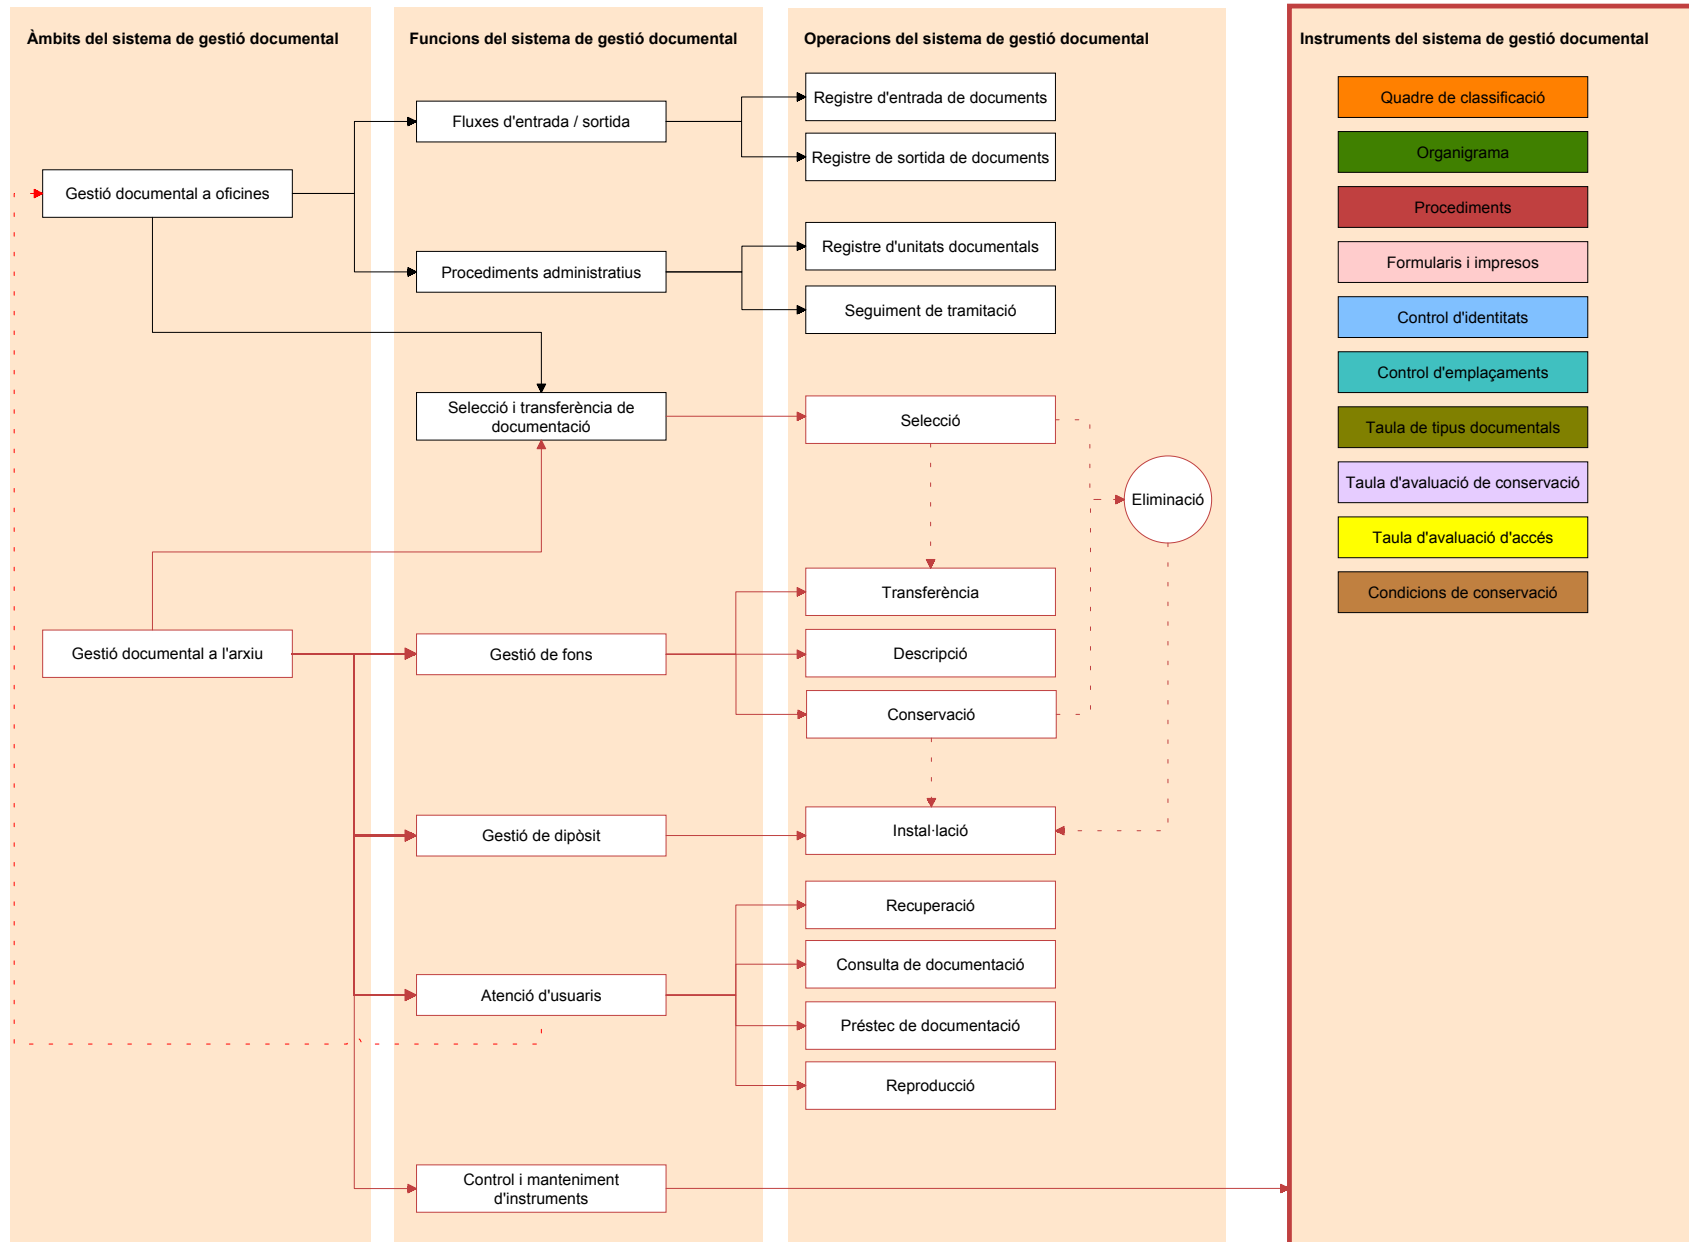 Àmbits del sistema de gestió documental
Gestió documental a oficines
Gestió documental a l'arxiu
Funcions del sistema de gestió documental
Fluxes d'entrada / sortida
Procediments administratius
Selecció i transferència de
documentació
Gestió de fons
Gestió de dipòsit
Atenció d'usuaris
Control i manteniment
d'instruments
Operacions del sistema de gestió documental
Registre d'entrada de documents
Registre de sortida de documents
Registre d'unitats documentals
Seguiment de tramitació
Selecció
Eliminació
Transferència
Descripció
Conservació
Instal·lació
Recuperació
Consulta de documentació
Préstec de documentació
Reproducció
Instruments del sistema de gestió documental
Quadre de classificació
Organigrama
Procediments
Formularis i impresos
Control d'identitats
Control d'emplaçaments
Taula de tipus documentals
Taula d'avaluació de conservació
Taula d'avaluació d'accés
Condicions de conservació